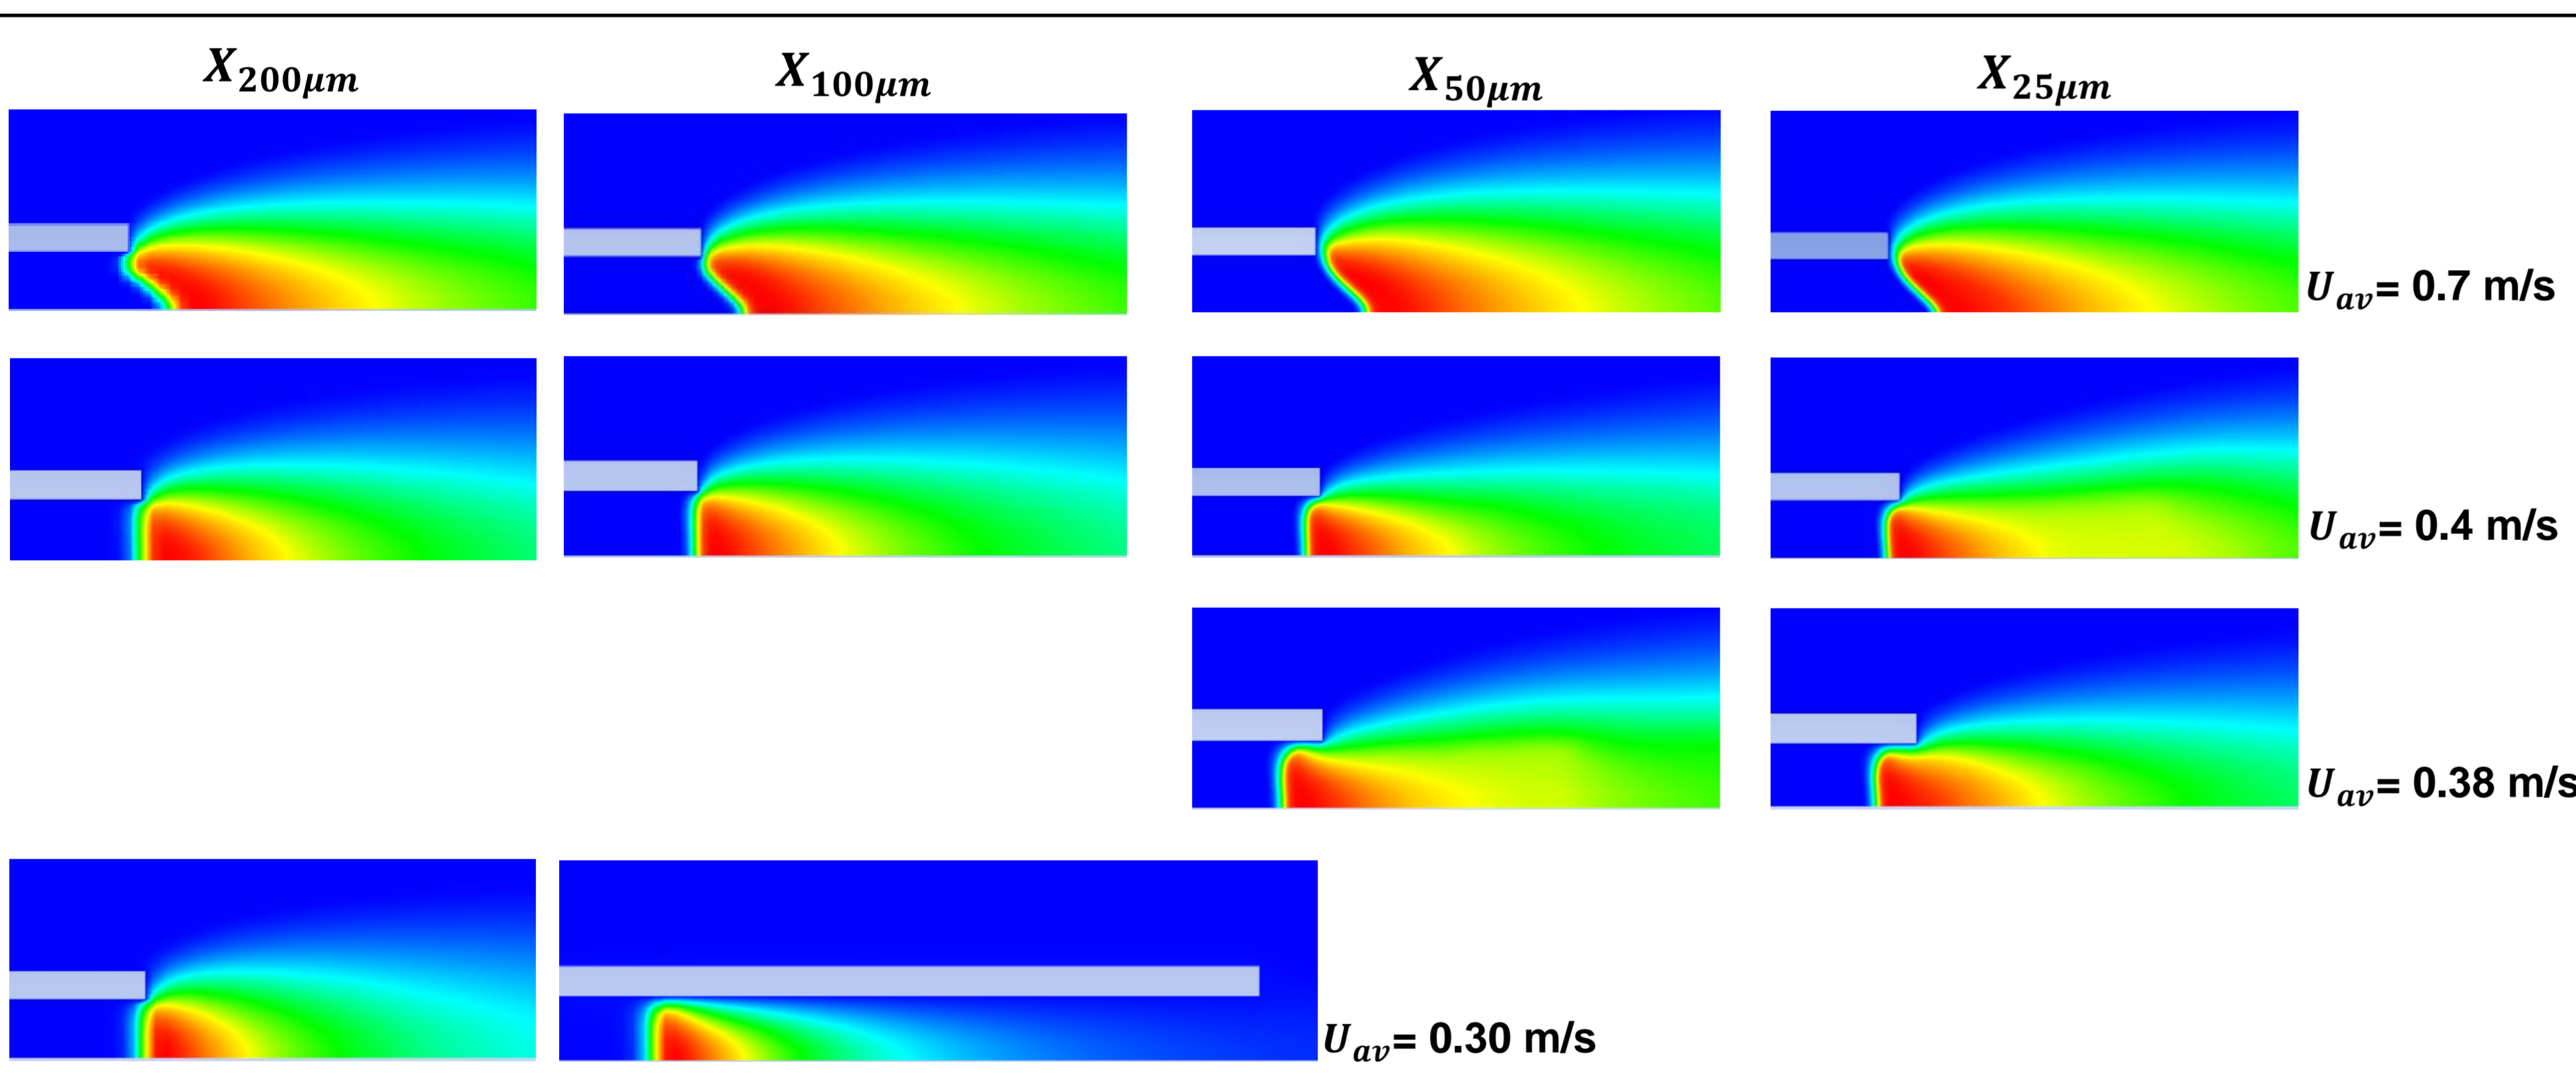 X200μm X100μm X50μm X25μm
Uav= 0.7 m/s
Uav= 0.4 m/s
Uav= 0.38 m/s
Uav= 0.30 m/s